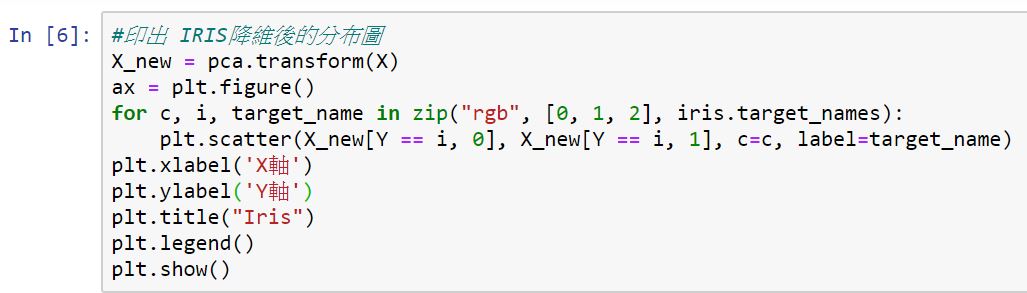 In [6]: #印出 IRIS降維後的分布圖
X_new = pca.transform(X)
ax = plt.figure()
for c, i, target_name in zip("rgb", [0, 1, 2], iris.target_names):
    plt.scatter(X_new[Y == i, 0], X_new[Y == i, 1], c=c, label=target_name)
plt.xlabel('X軸')
plt.ylabel('Y軸')
plt.title("Iris")
plt.legend()
plt.show()